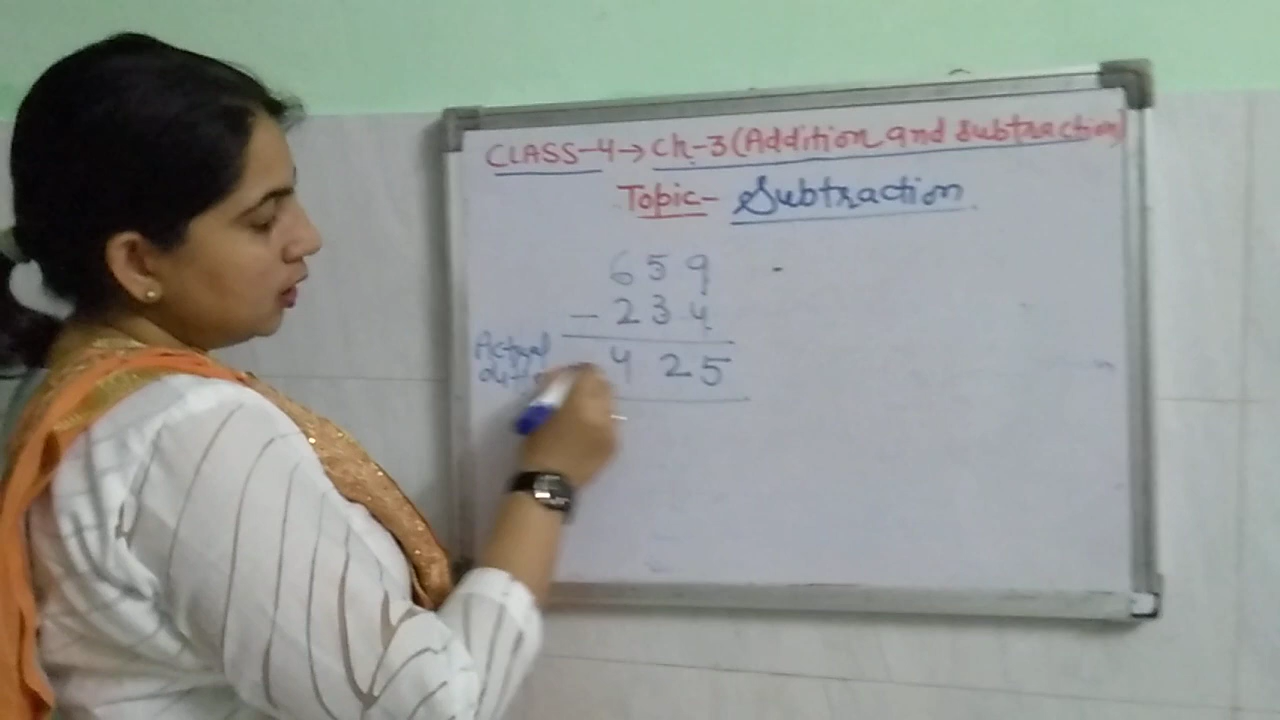 CLASS-4→Ch-3(Addition and Subtraction)
Topic- Subtraction
659
- 234
Actual 425